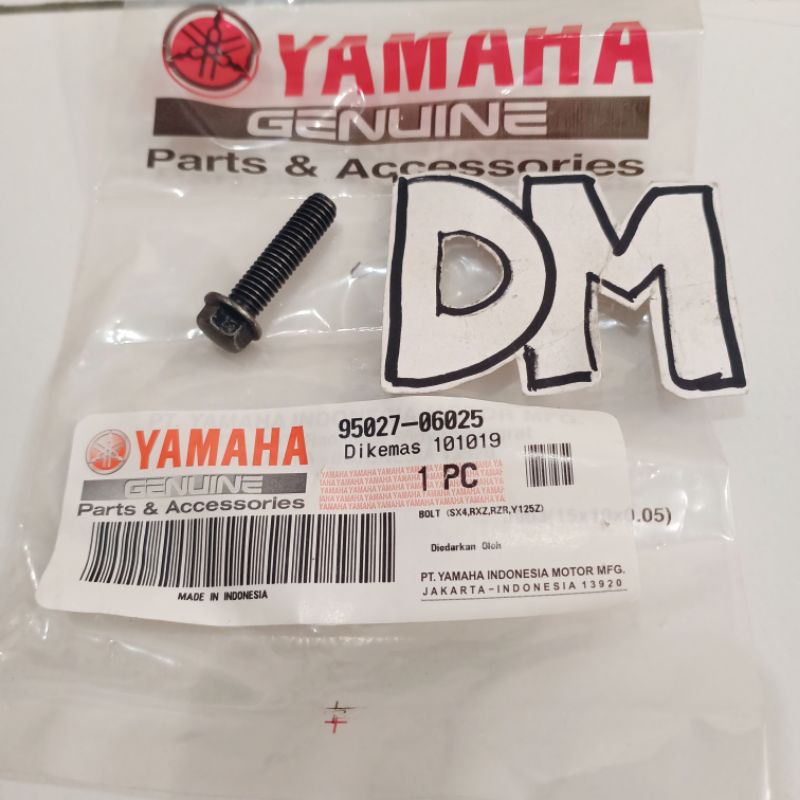 YAMAHA
GENUINE
Parts & Accessories
DM
YAMAHA
GENUINE
Parts & Accessories
MADE IN INDONESIA
95027-06025
Dikemas 101019
1 PC
BOLT (SX4,RXZ,RZR,Y125Z)
Diedarkan Oleh
PT. YAMAHA INDONESIA MOTOR MFG.
JAKARTA-INDONESIA 13920